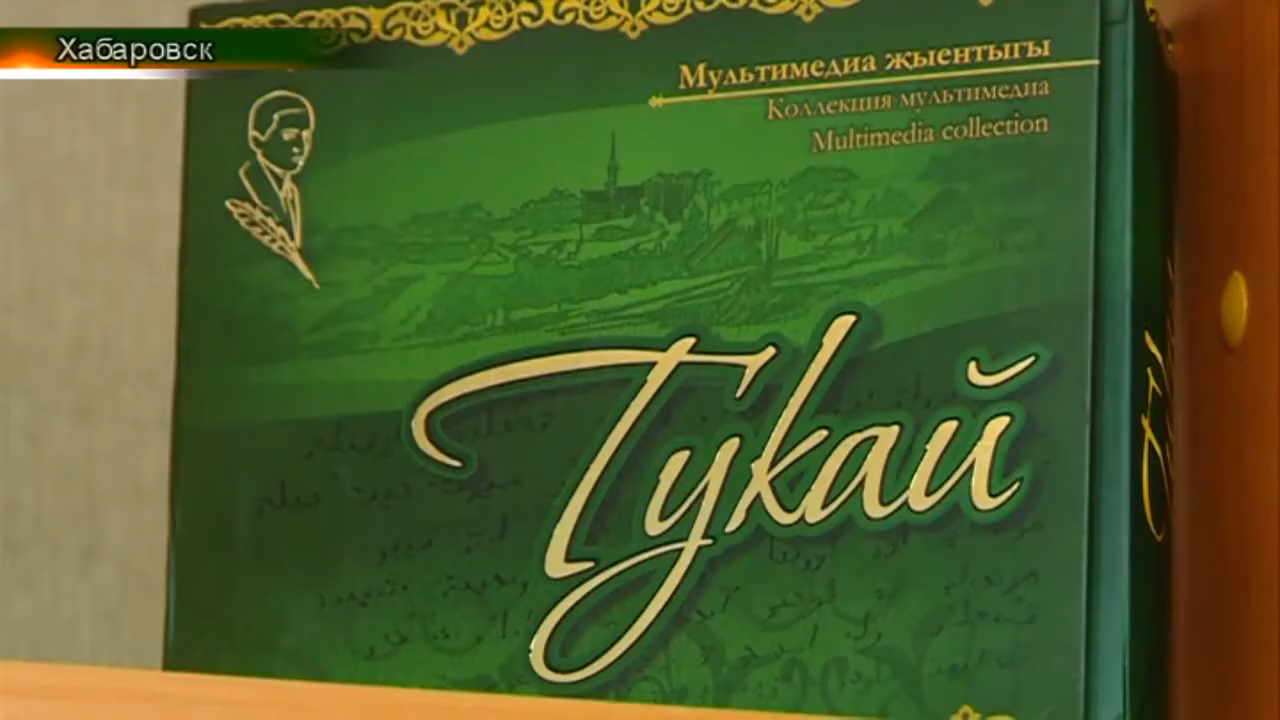 Хабаровск
Мультимедиа җыентыгы
Коллекция мультимедиа
Multimedia collection
Тукай